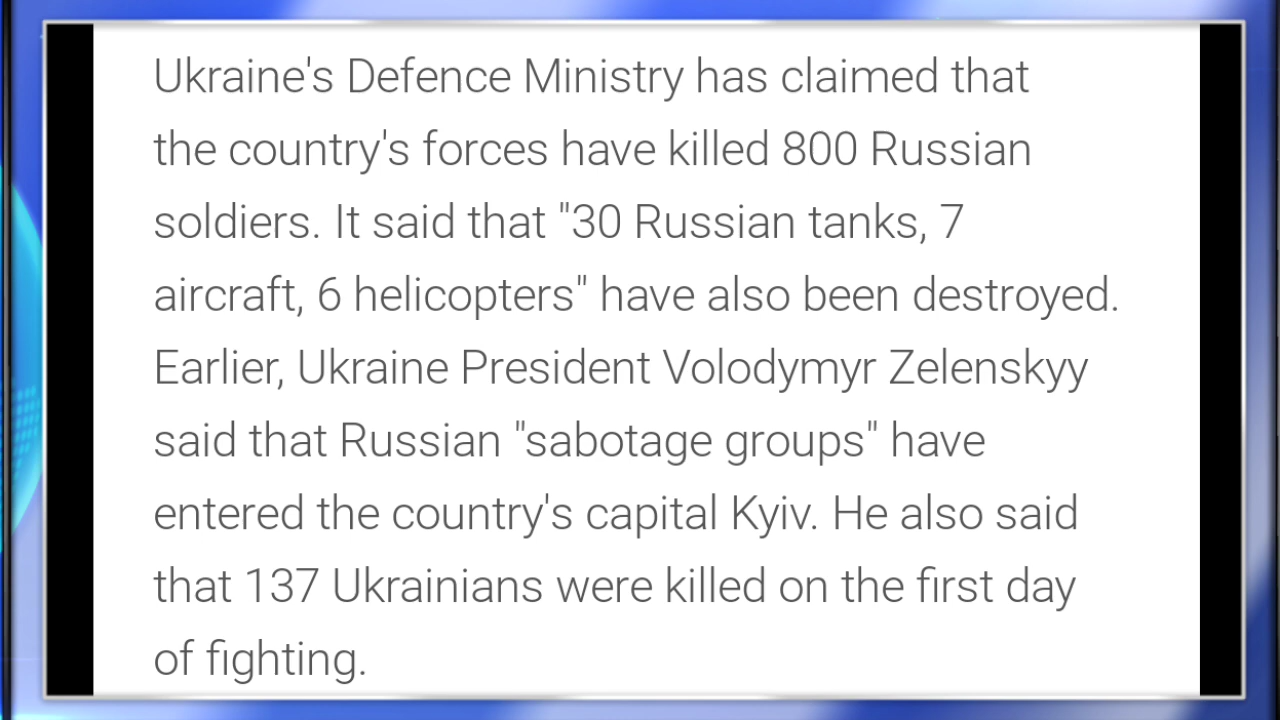 Ukraine's Defence Ministry has claimed that
the country's forces have killed 800 Russian
soldiers. It said that "30 Russian tanks, 7
aircraft, 6 helicopters" have also been destroyed.
Earlier, Ukraine President Volodymyr Zelenskyy
said that Russian "sabotage groups" have
entered the country's capital Kyiv. He also said
that 137 Ukrainians were killed on the first day
of fighting.